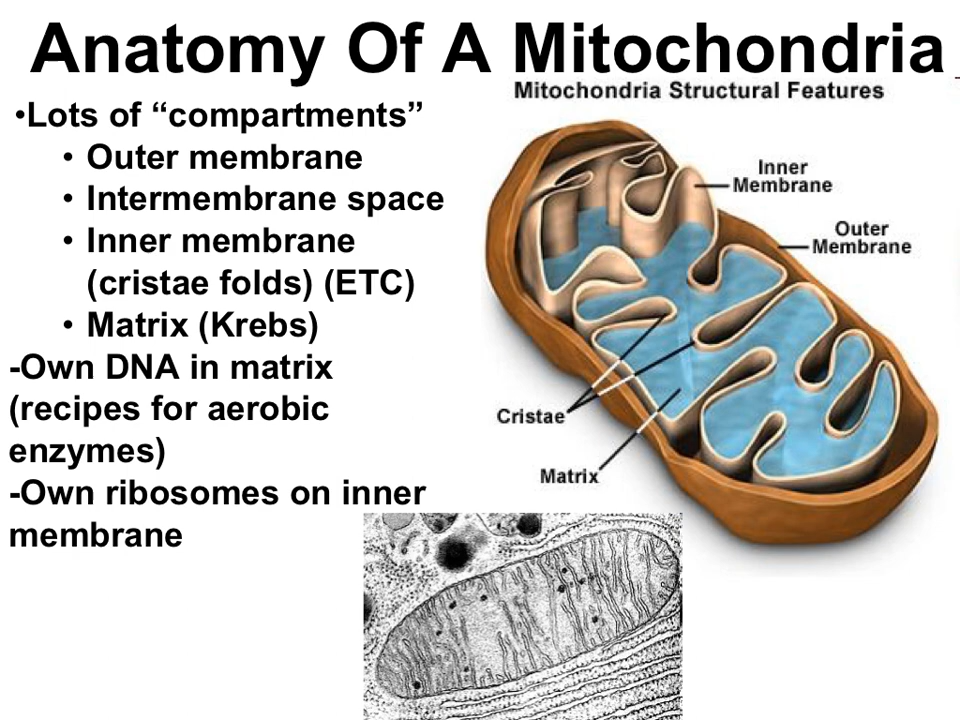 Anatomy Of A Mitochondria
•Lots of “compartments”
• Outer membrane
• Intermembrane space
• Inner membrane
(cristae folds) (ETC)
• Matrix (Krebs)
-Own DNA in matrix
(recipes for aerobic
enzymes)
-Own ribosomes on inner
membrane
Mitochondria Structural Features
Inner
Membrane
Outer
Membrane
Cristae
Matrix